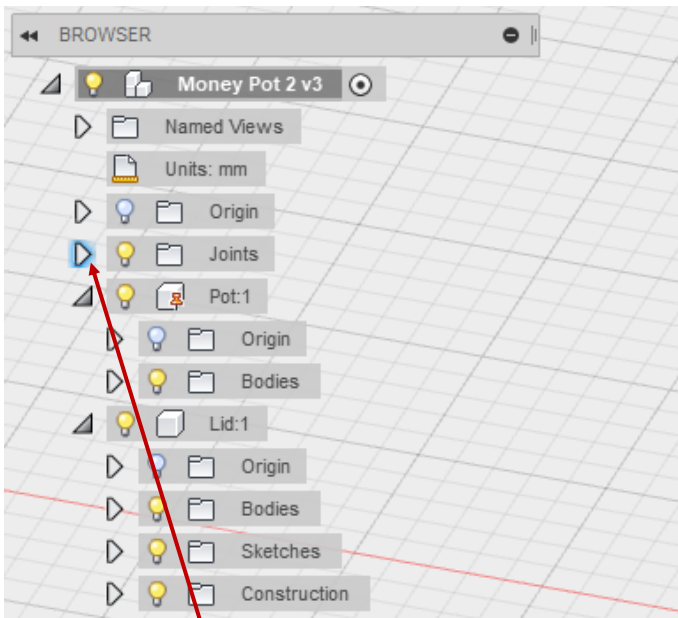 BROWSER
Money Pot 2 v3
Named Views
Units: mm
Origin
Joints
Pot:1
Origin
Bodies
Lid:1
Origin
Bodies
Sketches
Construction